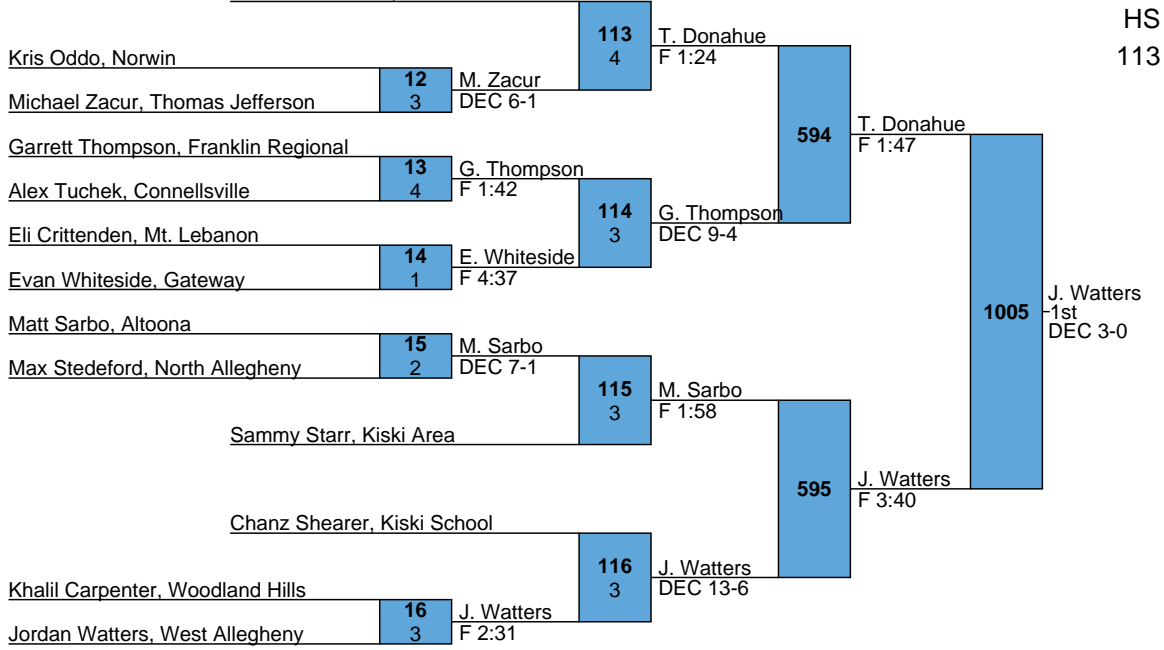 HS
113
Kris Oddo, Norwin
Michael Zacur, Thomas Jefferson
12
3
M. Zacur
DEC 6-1
113
4
T. Donahue
F 1:24
Garrett Thompson, Franklin Regional
Alex Tuchek, Connellsville
13
4
G. Thompson
F 1:42
Eli Crittenden, Mt. Lebanon
Evan Whiteside, Gateway
14
1
E. Whiteside
F 4:37
114
3
G. Thompson
DEC 9-4
594
T. Donahue
F 1:47
Matt Sarbo, Altoona
Max Stedeford, North Allegheny
15
2
M. Sarbo
DEC 7-1
Sammy Starr, Kiski Area
115
3
M. Sarbo
F 1:58
Chanz Shearer, Kiski School
Khalil Carpenter, Woodland Hills
Jordan Watters, West Allegheny
16
3
J. Watters
F 2:31
116
3
J. Watters
DEC 13-6
595
J. Watters
F 3:40
1005
J. Watters
1st
DEC 3-0